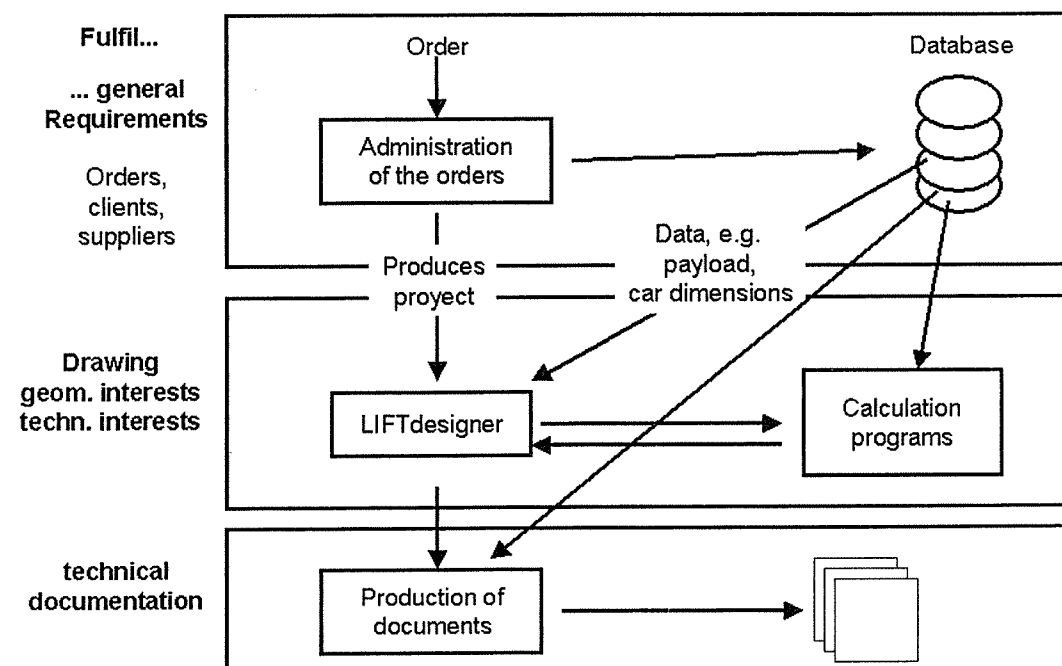 Fulfil...
... general
Requirements
Orders,
clients,
suppliers
Order
Database
Administration
of the orders
Produces
proyect
Data, e.g.
payload,
car dimensions
Drawing
geom. interests
techn. interests
LIFTdesigner
Calculation
programs
technical
documentation
Production of
documents